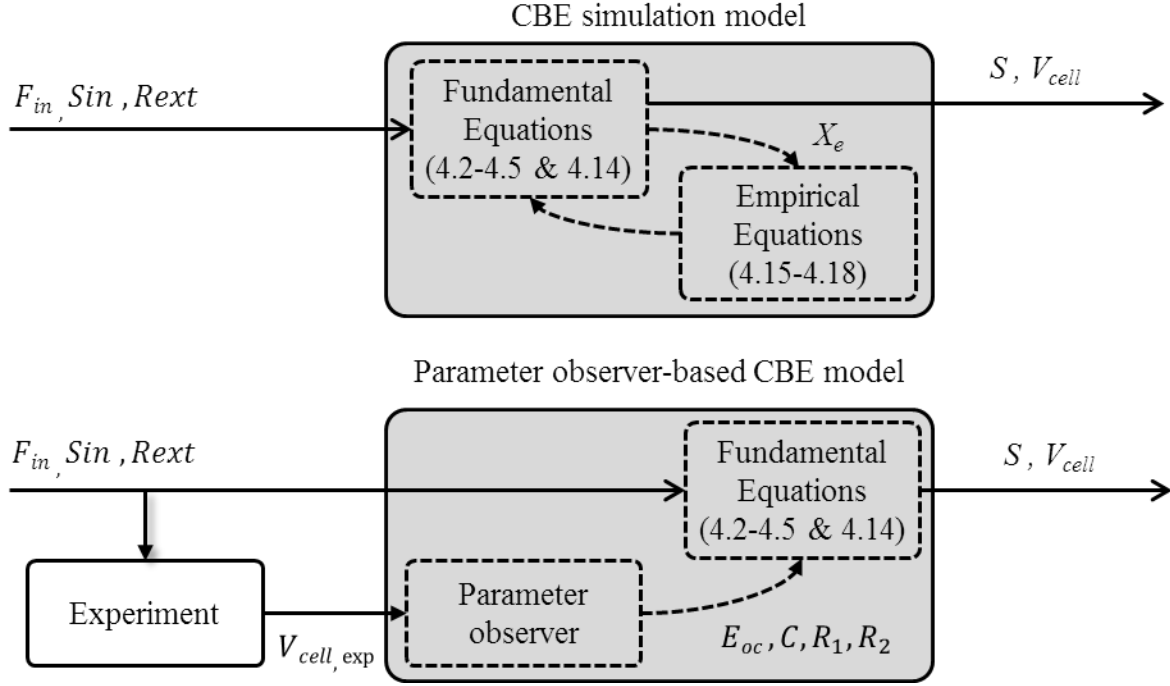 CBE simulation model
F_in, Sin , Rext
Fundamental
Equations
(4.2-4.5 & 4.14)
S , V_cell
X_e
Empirical
Equations
(4.15-4.18)
Parameter observer-based CBE model
F_in, Sin , Rext
Fundamental
Equations
(4.2-4.5 & 4.14)
S , V_cell
Experiment
V_cell, exp
Parameter
observer
E_oc, C, R_1, R_2